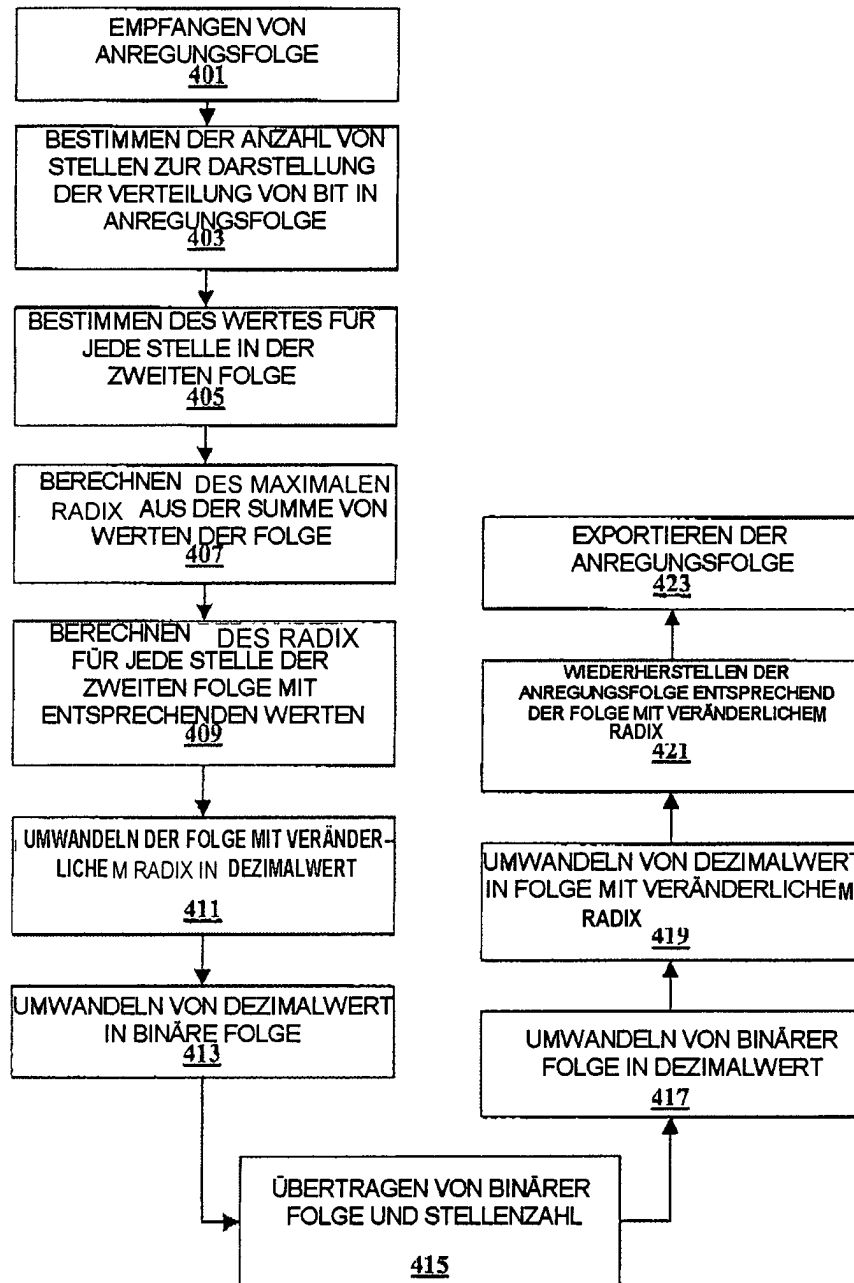 EMPFANGEN VON
ANREGUNGSFOLGE
401
BESTIMMEN DER ANZAHL VON
STELLEN ZUR DARSTELLUNG
DER VERTEILUNG VON BIT IN
ANREGUNGSFOLGE
403
BESTIMMEN DES WERTES FÜR
JEDE STELLE IN DER
ZWEITEN FOLGE
405
BERECHNEN DES MAXIMALEN
RADIX AUS DER SUMME VON
WERTEN DER FOLGE
407
BERECHNEN DES RADIX
FÜR JEDE STELLE DER
ZWEITEN FOLGE MIT
ENTSPRECHENDEN WERTEN
409
UMWANDELN DER FOLGE MIT VERÄNDER-
LICHE M RADIX IN DEZIMALWERT
411
UMWANDELN VON DEZIMALWERT
IN BINÄRE FOLGE
413
ÜBERTRAGEN VON BINÄRER
FOLGE UND STELLENZAHL
415
UMWANDELN VON BINÄRER
FOLGE IN DEZIMALWERT
417
UMWANDELN VON DEZIMALWERT
IN FOLGE MIT VERÄNDERLICHEM
RADIX
419
WIEDERHERSTELLEN DER
ANREGUNGSFOLGE ENTSPRECHEND
DER FOLGE MIT VERÄNDERLICHEM
RADIX
421
EXPORTIEREN DER
ANREGUNGSFOLGE
423